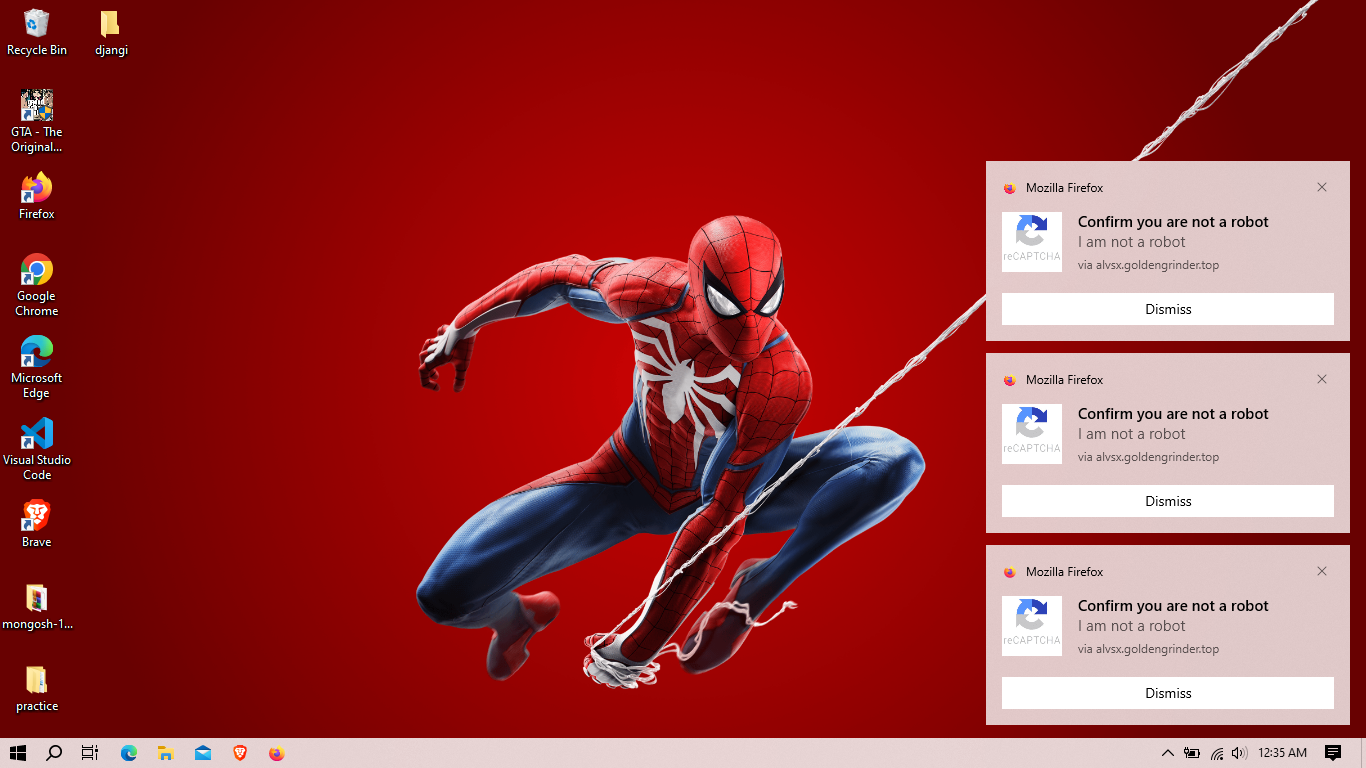 Recycle Bin
djangi
GTA - The
Original...
Firefox
Google
Chrome
Microsoft
Edge
Visual Studio
Code
Brave
mongosh-1...
practice
Mozilla Firefox
reCAPTCHA
Confirm you are not a robot
I am not a robot
via alvsx.goldengrinder.top
Dismiss
Mozilla Firefox
reCAPTCHA
Confirm you are not a robot
I am not a robot
via alvsx.goldengrinder.top
Dismiss
Mozilla Firefox
reCAPTCHA
Confirm you are not a robot
I am not a robot
via alvsx.goldengrinder.top
Dismiss
12:35 AM